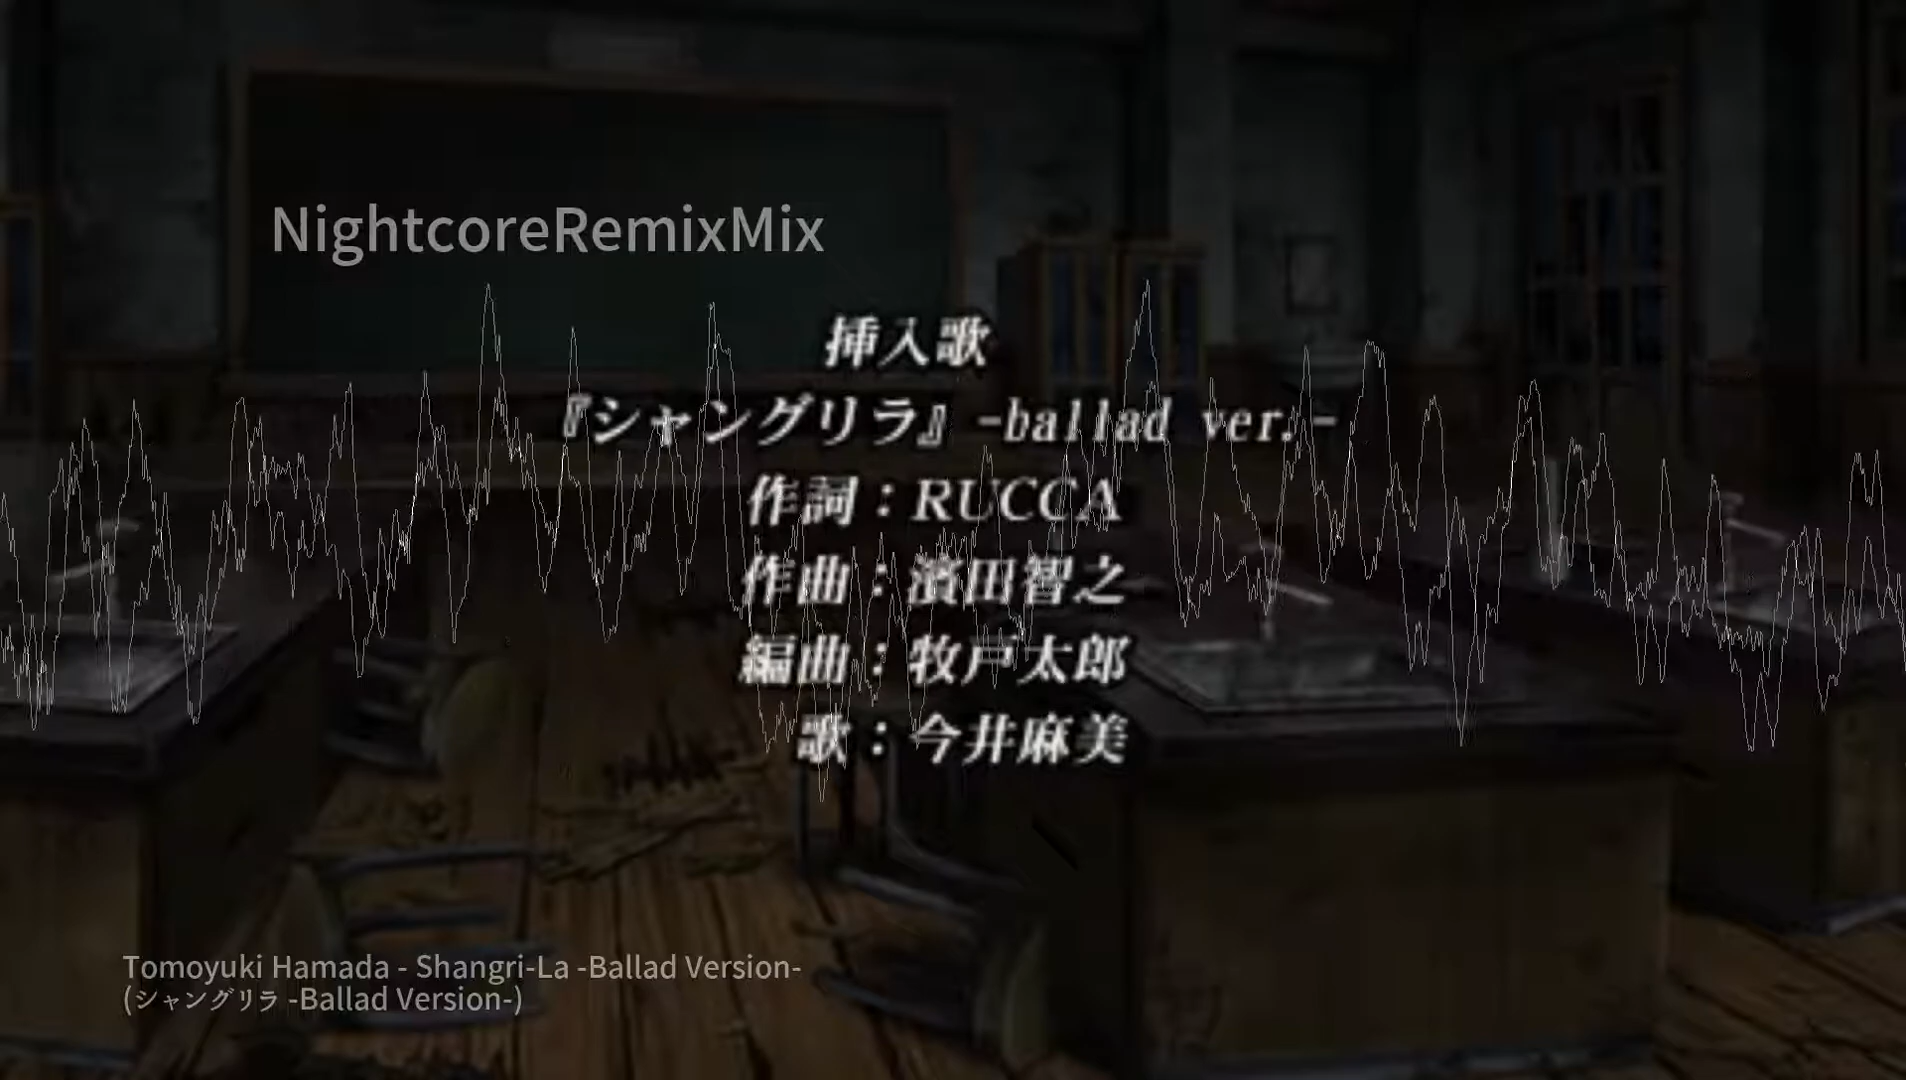 NightcoreRemixMix
挿入歌
『シャングリラ』-ballad ver.-
作詞：RUCCA
作曲：濱田智之
編曲：牧戸太郎
歌：今井麻美
Tomoyuki Hamada - Shangri-La -Ballad Version-
(シャングリラ -Ballad Version-)